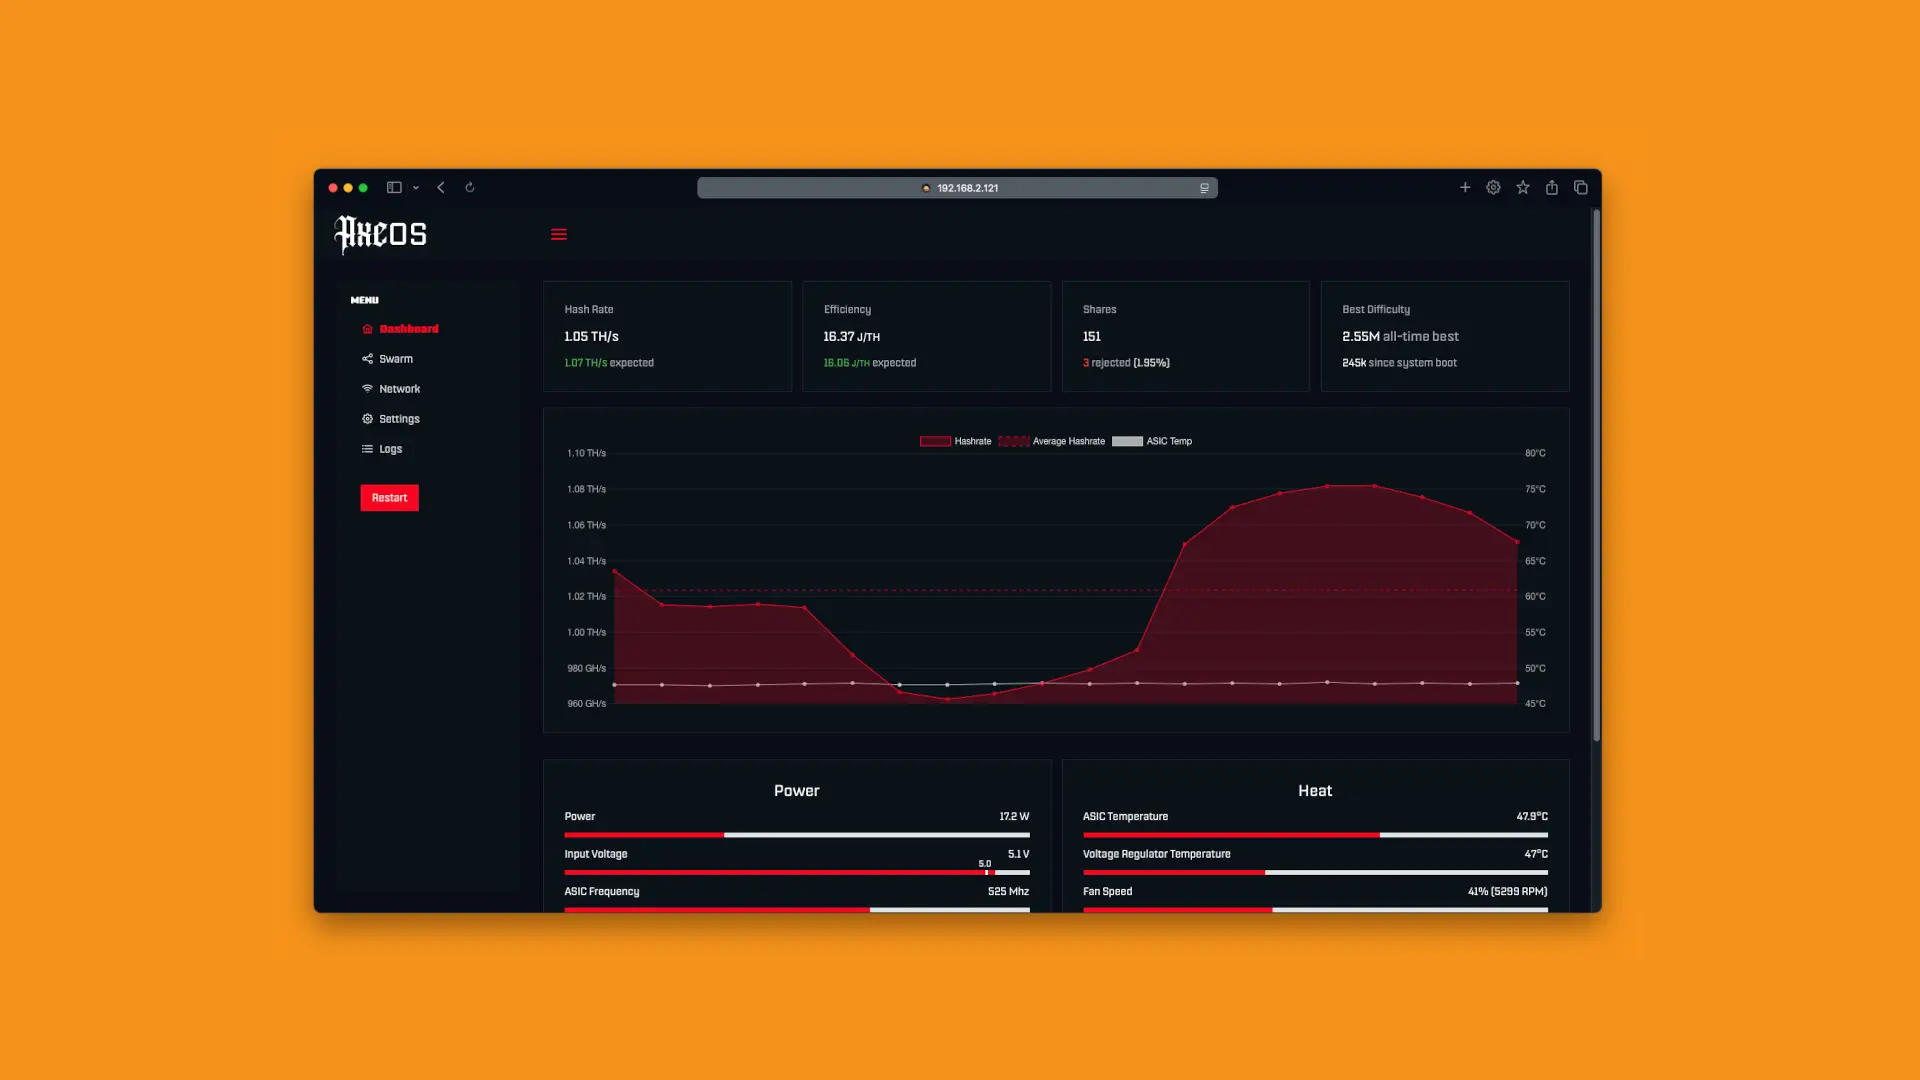 192.168.2.121
AxeOS
MENU
Dashboard
Swarm
Network
Settings
Logs
Restart
Hash Rate
1.05 TH/s
1.07 TH/s expected
Efficiency
16.37 J/TH
16.06 J/TH expected
Shares
151
3 rejected (1.95%)
Best Difficulty
2.55M all-time best
245k since system boot
Hashrate Average Hashrate ASIC Temp
1.10 TH/s
1.08 TH/s
1.06 TH/s
1.04 TH/s
1.02 TH/s
1.00 TH/s
980 GH/s
960 GH/s
80°C
75°C
70°C
65°C
60°C
55°C
50°C
45°C
Power
Power 17.2 W
Input Voltage 5.1 V
5.0
ASIC Frequency 525 Mhz
Heat
ASIC Temperature 47.9°C
Voltage Regulator Temperature 47°C
Fan Speed 41% (5299 RPM)